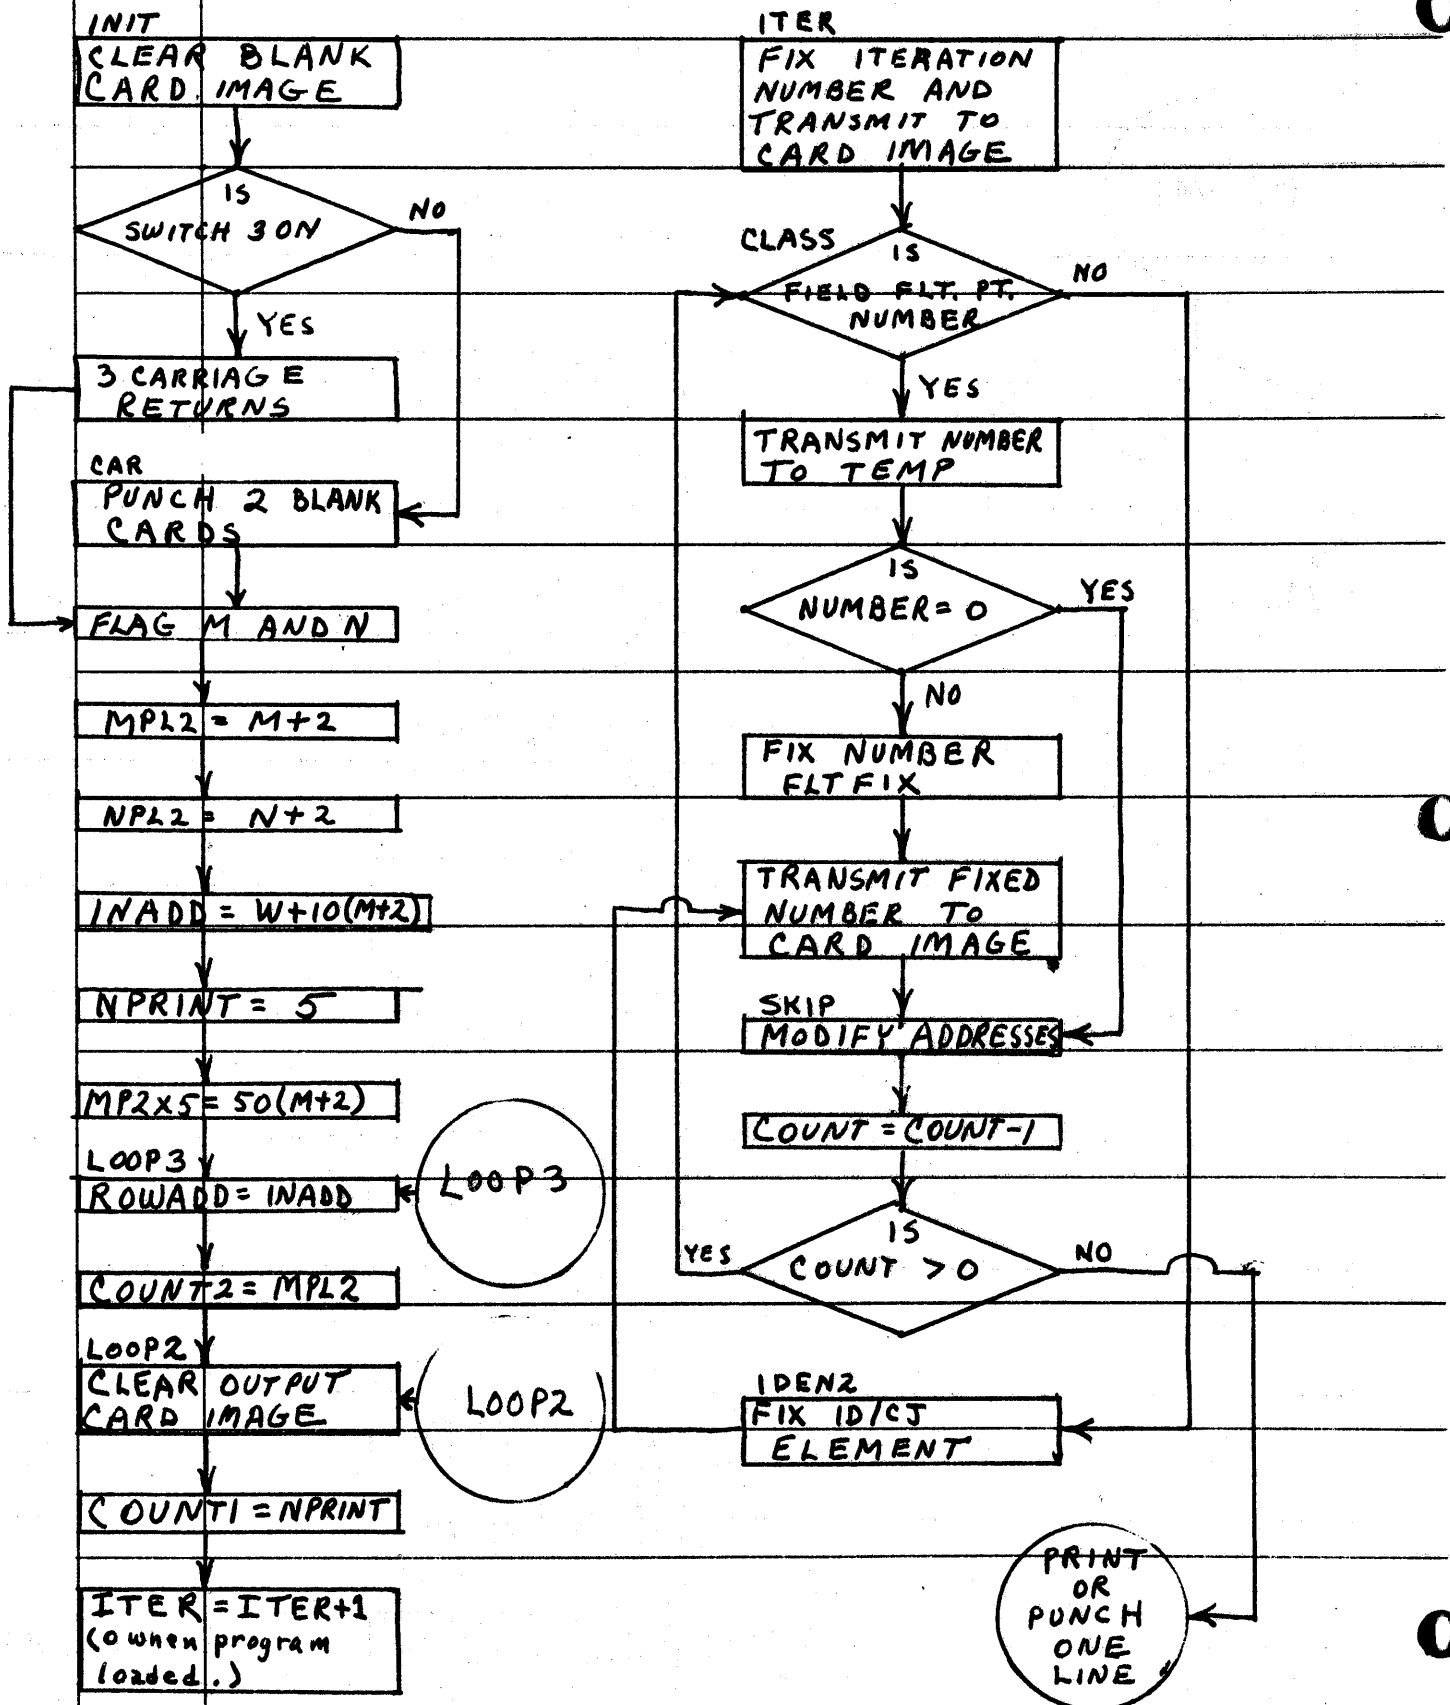 INIT
CLEAR BLANK
CARD IMAGE
IS
SWITCH 3 ON
NO
YES
3 CARRIAGE
RETURNS
CAR
PUNCH 2 BLANK
CARDS
FLAG M AND N
MPL2 = M+2
NPL2 = N+2
INADD = W+10(M+2)
NPRINT = 5
MP2X5 = 50(M+2)
LOOP3
ROWADD = INADD
LOOP3
COUNT2 = MPL2
LOOP2
CLEAR OUTPUT
CARD IMAGE
LOOP2
COUNT1 = NPRINT
ITER = ITER+1
(0 when program
loaded.)
ITER
FIX ITERATION
NUMBER AND
TRANSMIT TO
CARD IMAGE
CLASS
IS
FIELD FLT. PT.
NUMBER
NO
YES
TRANSMIT NUMBER
TO TEMP
IS
NUMBER = 0
YES
NO
FIX NUMBER
FLTFIX
TRANSMIT FIXED
NUMBER TO
CARD IMAGE
SKIP
MODIFY ADDRESSES
COUNT = COUNT-1
IS
COUNT > 0
YES
NO
IDEN2
FIX ID/CJ
ELEMENT
PRINT
OR
PUNCH
ONE
LINE